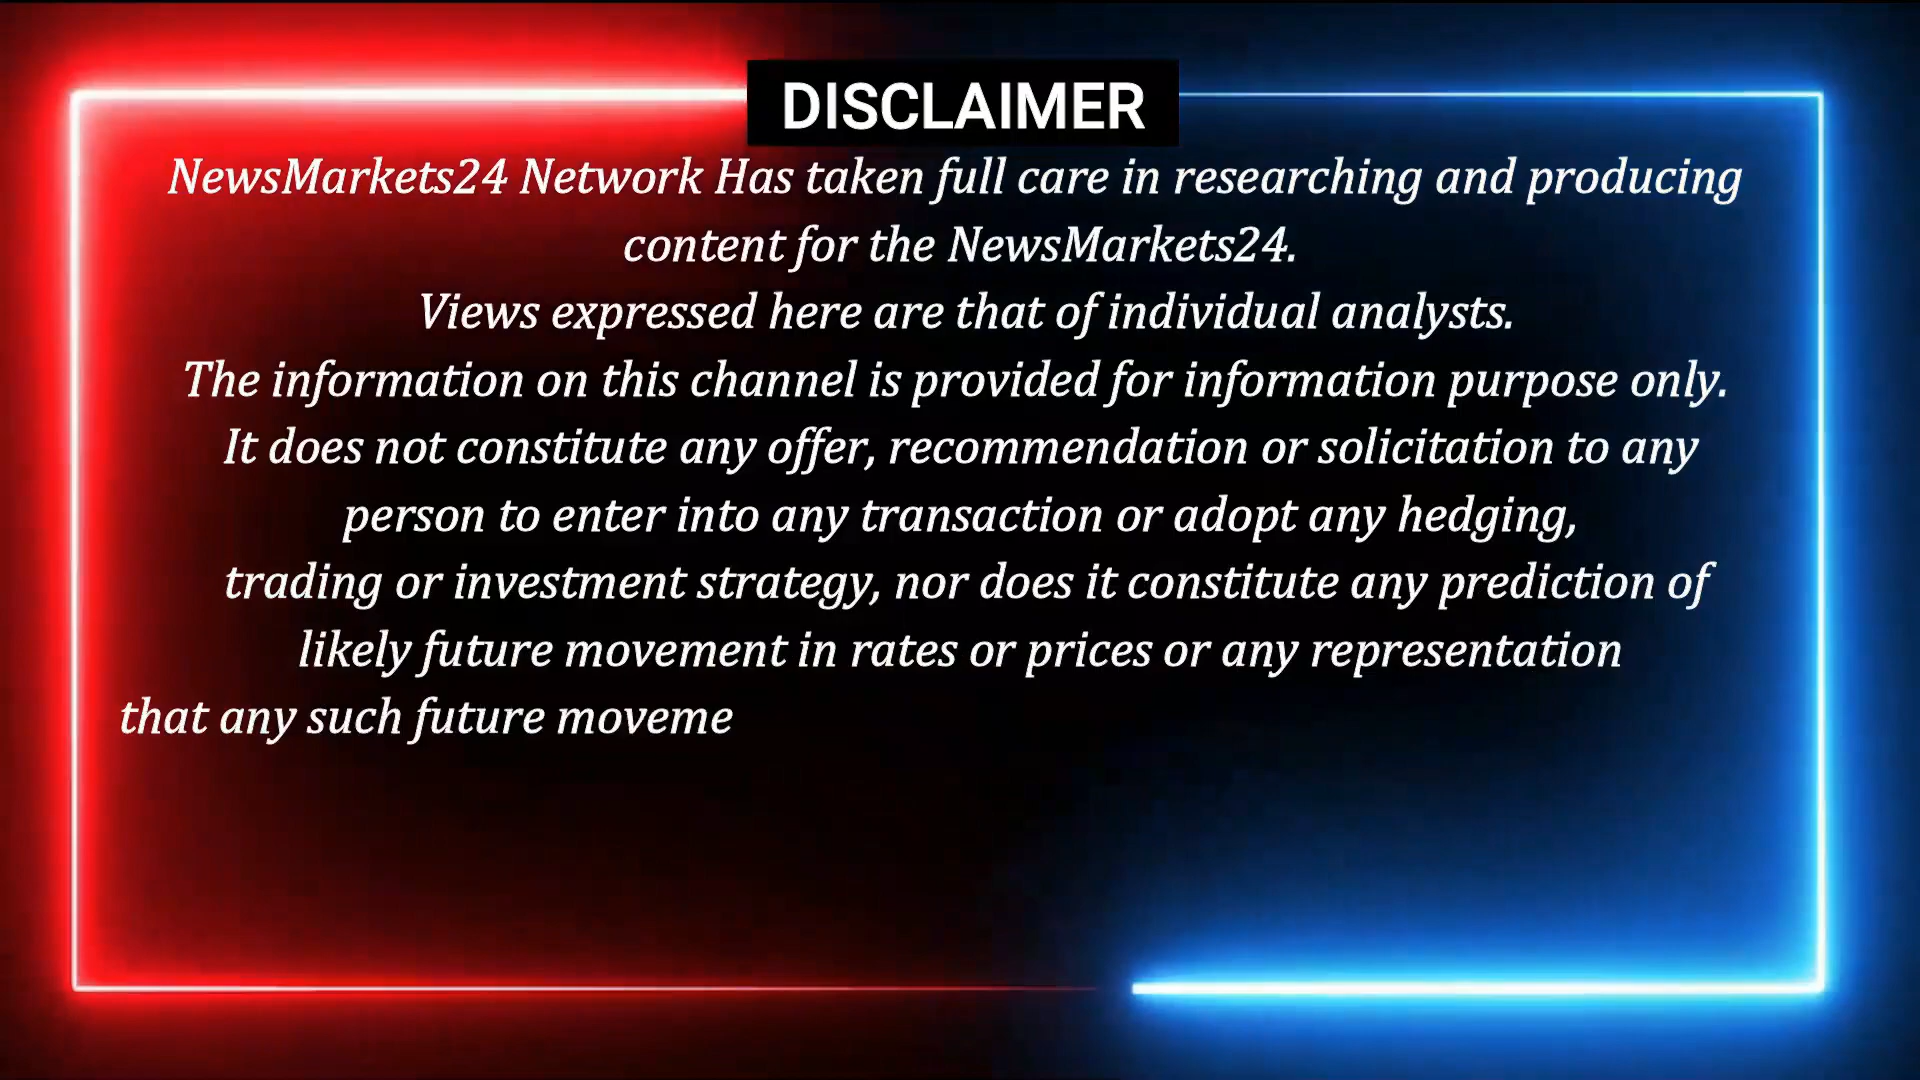 DISCLAIMER
NewsMarkets24 Network Has taken full care in researching and producing
content for the NewsMarkets24.
Views expressed here are that of individual analysts.
The information on this channel is provided for information purpose only.
It does not constitute any offer, recommendation or solicitation to any
person to enter into any transaction or adopt any hedging,
trading or investment strategy, nor does it constitute any prediction of
likely future movement in rates or prices or any representation
that any such future moveme